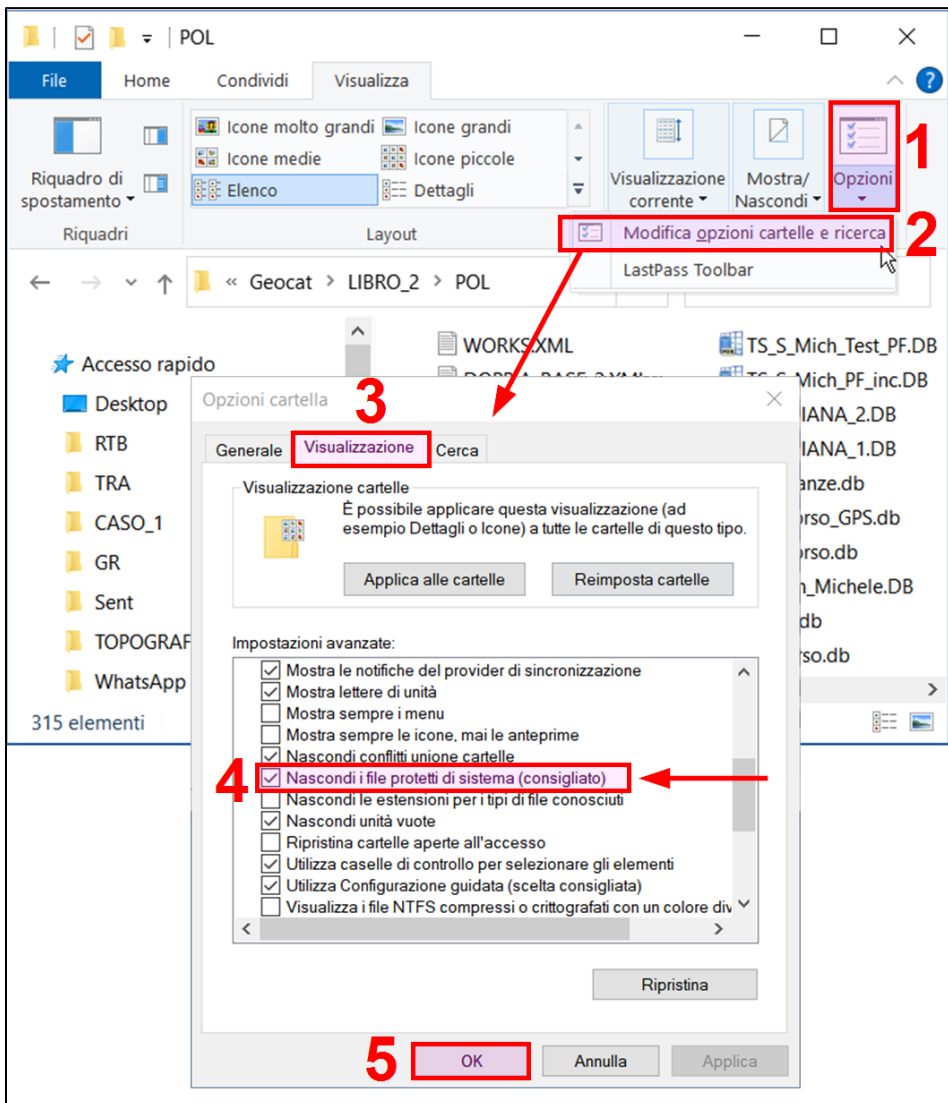 POL
File Home Condividi Visualizza
Icone molto grandi Icone grandi
Icone medie Icone piccole
Elenco Dettagli
Riquadro di spostamento
Visualizzazione corrente
Mostra/ Nascondi
Opzioni
1
Riquadri Layout
Modifica opzioni cartelle e ricerca
2
LastPass Toolbar
« Geocat > LIBRO_2 > POL
Accesso rapido
Desktop
RTB
TRA
CASO_1
GR
Sent
TOPOGRAF
WhatsApp
315 elementi
WORKS.XML
TS_S_Mich_Test_PF.DB
Mich_PF_inc.DB
IANA_2.DB
IANA_1.DB
anze.db
orso_GPS.db
orso.db
n_Michele.DB
db
rso.db
Opzioni cartella
3
Generale Visualizzazione Cerca
Visualizzazione cartelle
È possibile applicare questa visualizzazione (ad
esempio Dettagli o Icone) a tutte le cartelle di questo tipo.
Applica alle cartelle Reimposta cartelle
Impostazioni avanzate:
Mostra le notifiche del provider di sincronizzazione
Mostra lettere di unità
Mostra sempre i menu
Mostra sempre le icone, mai le anteprime
Nascondi conflitti unione cartelle
4 Nascondi i file protetti di sistema (consigliato)
Nascondi le estensioni per i tipi di file conosciuti
Nascondi unità vuote
Ripristina cartelle aperte all'accesso
Utilizza caselle di controllo per selezionare gli elementi
Utilizza Configurazione guidata (scelta consigliata)
Visualizza i file NTFS compressi o crittografati con un colore div
Ripristina
5 OK Annulla Applica